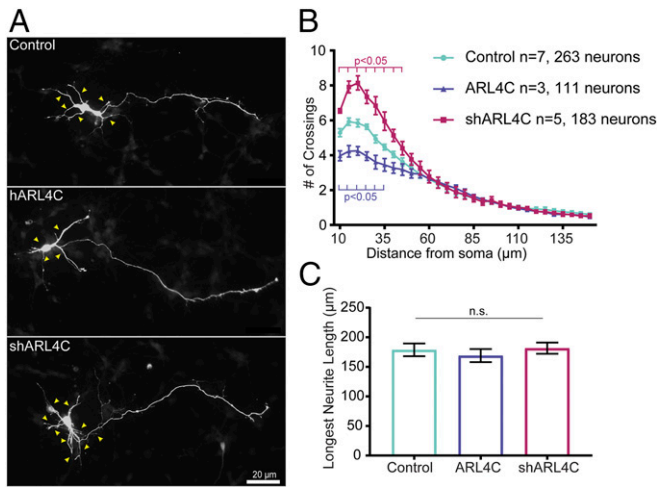 A
Control
hARL4C
shARL4C
20 µm
B
# of Crossings
10
8
6
4
2
0
p<0.05
p<0.05
Control n=7, 263 neurons
ARL4C n=3, 111 neurons
shARL4C n=5, 183 neurons
10 35 60 85 110 135
Distance from soma (µm)
C
Longest Neurite Length (µm)
250
200
150
100
50
0
n.s.
Control ARL4C shARL4C